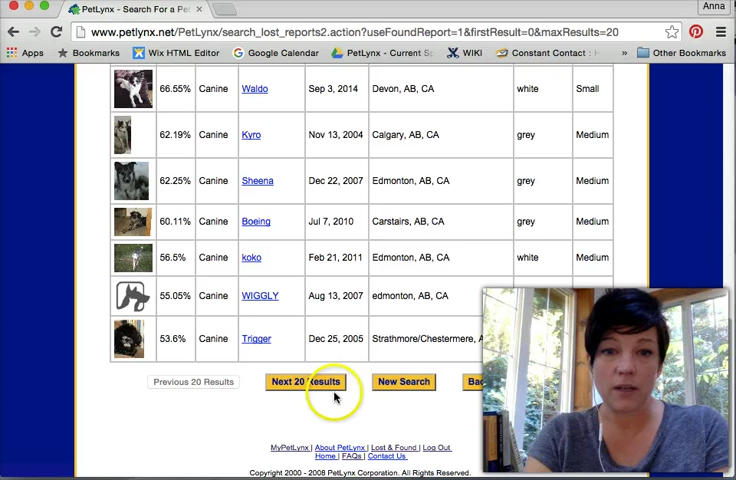 PetLynx - Search For a Pet
Anna
www.petlynx.net/PetLynx/search_lost_reports2.action?useFoundReport=1&firstResult=0&maxResults=20
Apps Bookmarks Wix HTML Editor Google Calendar PetLynx - Current Sp WIKI Constant Contact : H » Other Bookmarks
66.55% Canine Waldo Sep 3, 2014 Devon, AB, CA white Small
62.19% Canine Kyro Nov 13, 2004 Calgary, AB, CA grey Medium
62.25% Canine Sheena Dec 22, 2007 Edmonton, AB, CA grey Medium
60.11% Canine Boeing Jul 7, 2010 Carstairs, AB, CA grey Medium
56.5% Canine koko Feb 21, 2011 Edmonton, AB, CA white Medium
55.05% Canine WIGGLY Aug 13, 2007 edmonton, AB, CA
53.6% Canine Trigger Dec 25, 2005 Strathmore/Chestermere, A
Previous 20 Results Next 20 Results New Search Bac
MyPetLynx | About PetLynx | Lost & Found | Log Out
Home | FAQs | Contact Us
Copyright 2000 - 2008 PetLynx Corporation. All Rights Reserved.